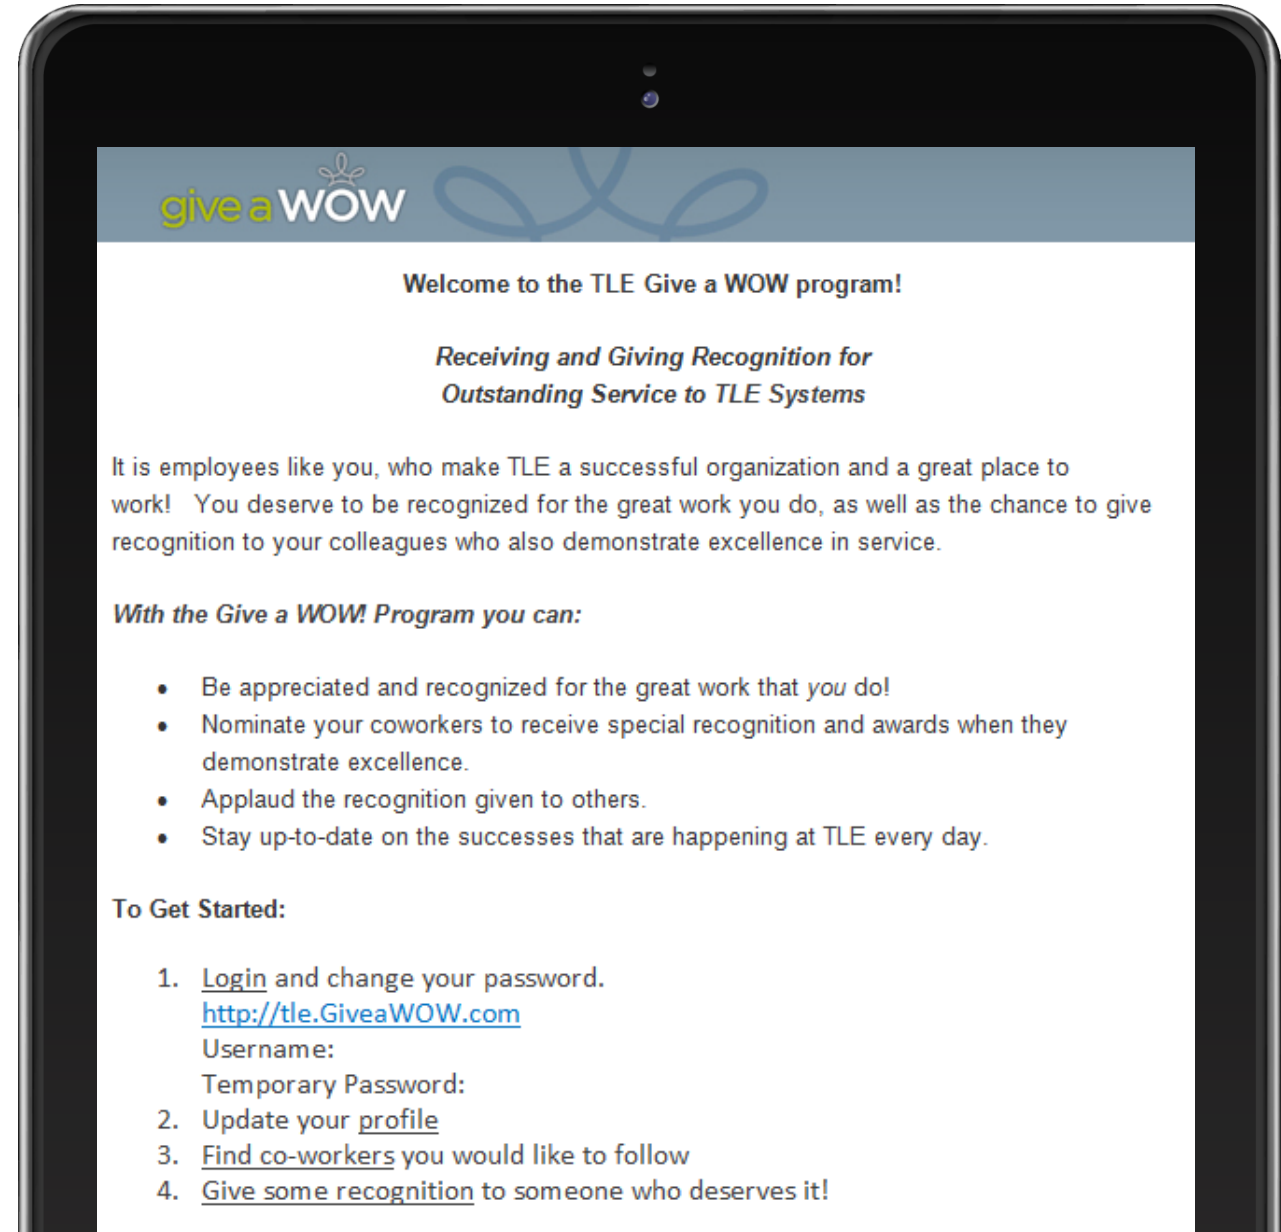 give a WOW
Welcome to the TLE Give a WOW program!
Receiving and Giving Recognition for
Outstanding Service to TLE Systems
It is employees like you, who make TLE a successful organization and a great place to
work!   You deserve to be recognized for the great work you do, as well as the chance to give
recognition to your colleagues who also demonstrate excellence in service.
With the Give a WOW! Program you can:
• Be appreciated and recognized for the great work that you do!
• Nominate your coworkers to receive special recognition and awards when they
demonstrate excellence.
• Applaud the recognition given to others.
• Stay up-to-date on the successes that are happening at TLE every day.
To Get Started:
1. Login and change your password.
http://tle.GiveaWOW.com
Username:
Temporary Password:
2. Update your profile
3. Find co-workers you would like to follow
4. Give some recognition to someone who deserves it!